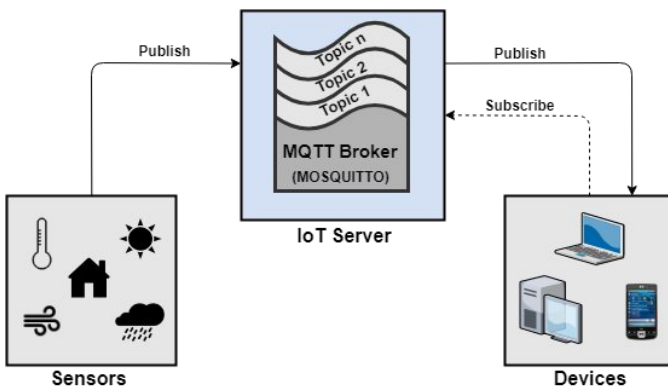 Publish
Topic n
Topic 2
Topic 1
MQTT Broker
(MOSQUITTO)
IoT Server
Publish
Subscribe
Sensors
Devices